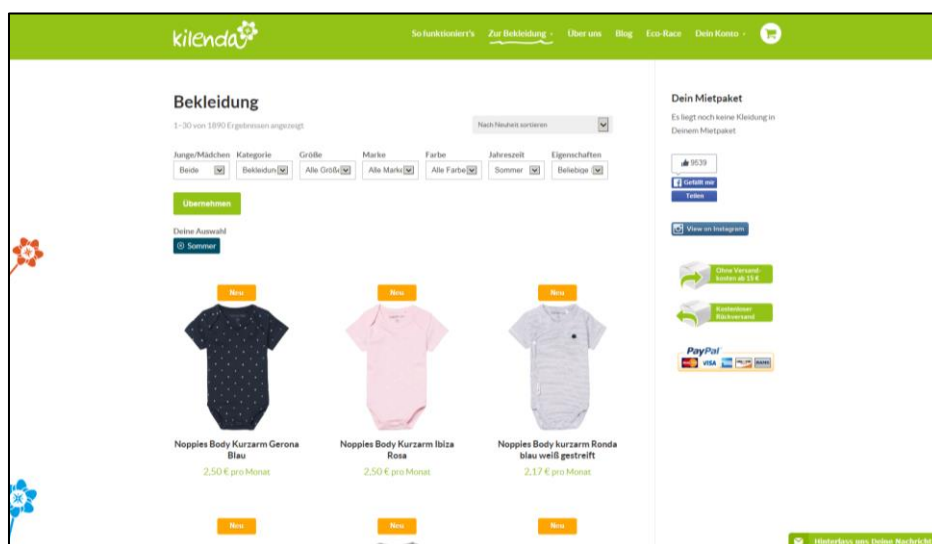 kilenda
So funktioniert's Zur Bekleidung Über uns Blog Eco-Race Dein Konto
Bekleidung
1–30 von 1890 Ergebnissen angezeigt
Nach Neuheit sortieren
Junge/Mädchen Kategorie Größe Marke Farbe Jahreszeit Eigenschaften
Beide Bekleidun Alle Größe Alle Marke Alle Farbe Sommer Beliebige
Übernehmen
Deine Auswahl
Sommer
Neu Neu Neu
Noppies Body Kurzarm Gerona
Blau
2,50 € pro Monat
Noppies Body Kurzarm Ibiza
Rosa
2,50 € pro Monat
Noppies Body kurzarm Ronda
blau weiß gestreift
2,17 € pro Monat
Neu Neu Neu
Dein Mietpaket
Es liegt noch keine Kleidung in
Deinem Mietpaket
9539
Gefällt mir
Teilen
View on Instagram
Ohne Versand-
kosten ab 15 €
Kostenloser
Rückversand
PayPal
VISA
Hinterlass uns Deine Nachricht